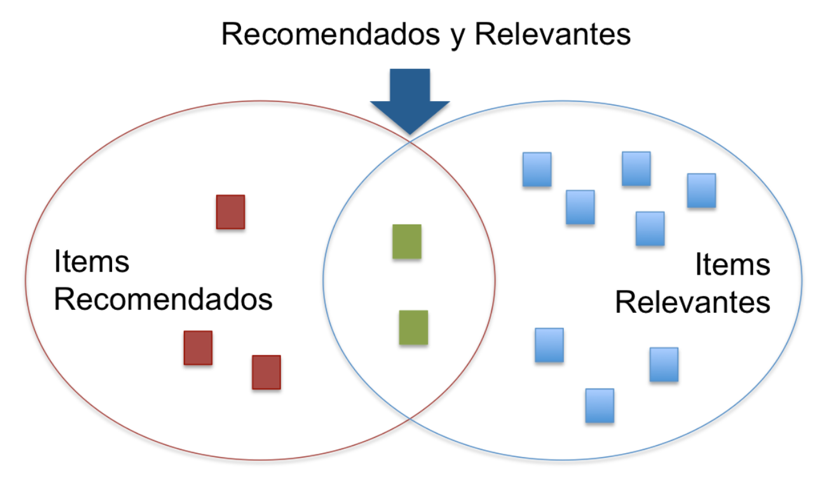 Recomendados y Relevantes
Items
Recomendados
Items
Relevantes